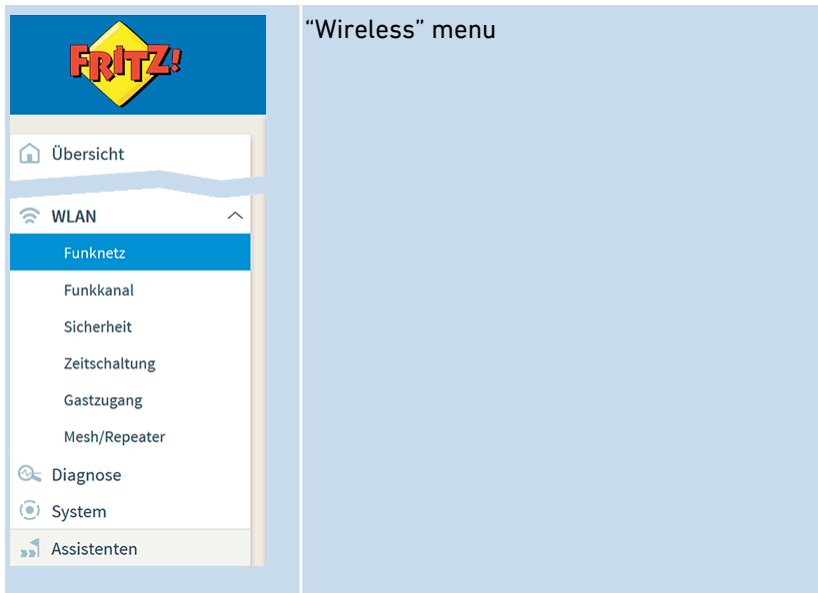 FRITZ!
“Wireless” menu
Übersicht
WLAN
Funknetz
Funkkanal
Sicherheit
Zeitschaltung
Gastzugang
Mesh/Repeater
Diagnose
System
Assistenten